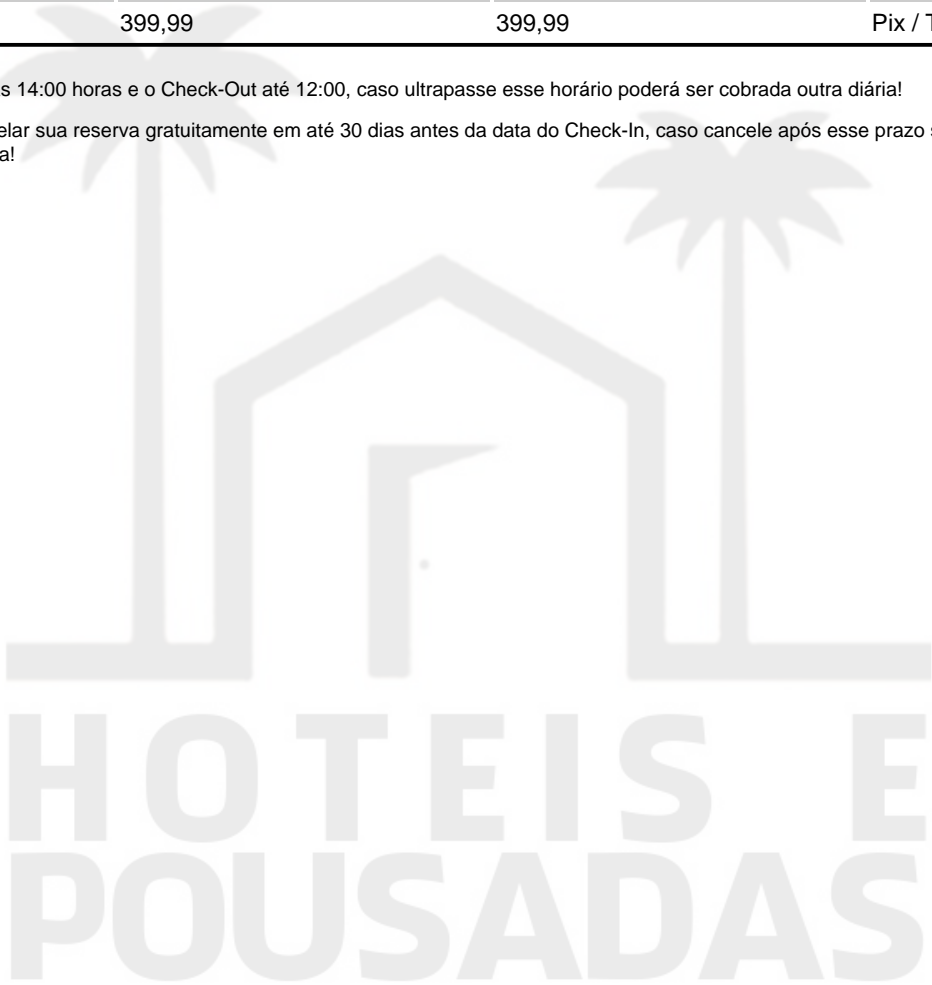 399,99 399,99 Pix / T
s 14:00 horas e o Check-Out até 12:00, caso ultrapasse esse horário poderá ser cobrada outra diária!
elar sua reserva gratuitamente em até 30 dias antes da data do Check-In, caso cancele após esse prazo s
a!
HOTEIS E
POUSADAS